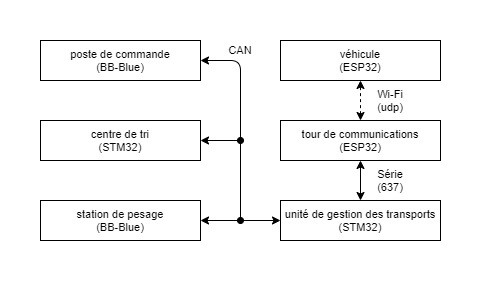 poste de commande
(BB-Blue)
CAN
véhicule
(ESP32)
Wi-Fi
(udp)
centre de tri
(STM32)
tour de communications
(ESP32)
Série
(637)
station de pesage
(BB-Blue)
unité de gestion des transports
(STM32)